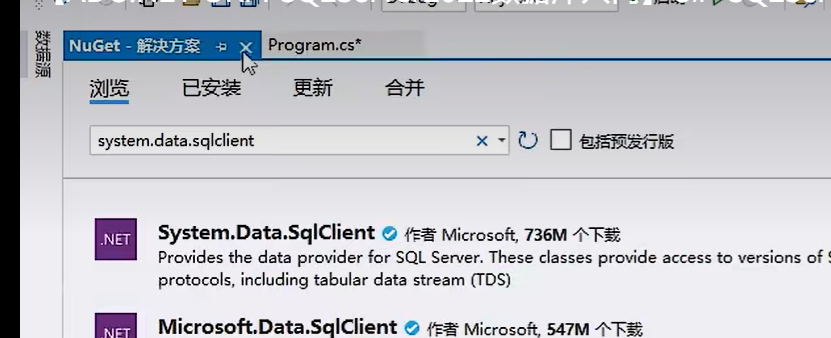 数据源
NuGet - 解决方案
Program.cs*
浏览 已安装 更新 合并
system.data.sqlclient
包括预发行版
.NET
System.Data.SqlClient 作者 Microsoft, 736M 个下载
Provides the data provider for SQL Server. These classes provide access to versions of
protocols, including tabular data stream (TDS)
.NET
Microsoft.Data.SqlClient 作者 Microsoft, 547M 个下载